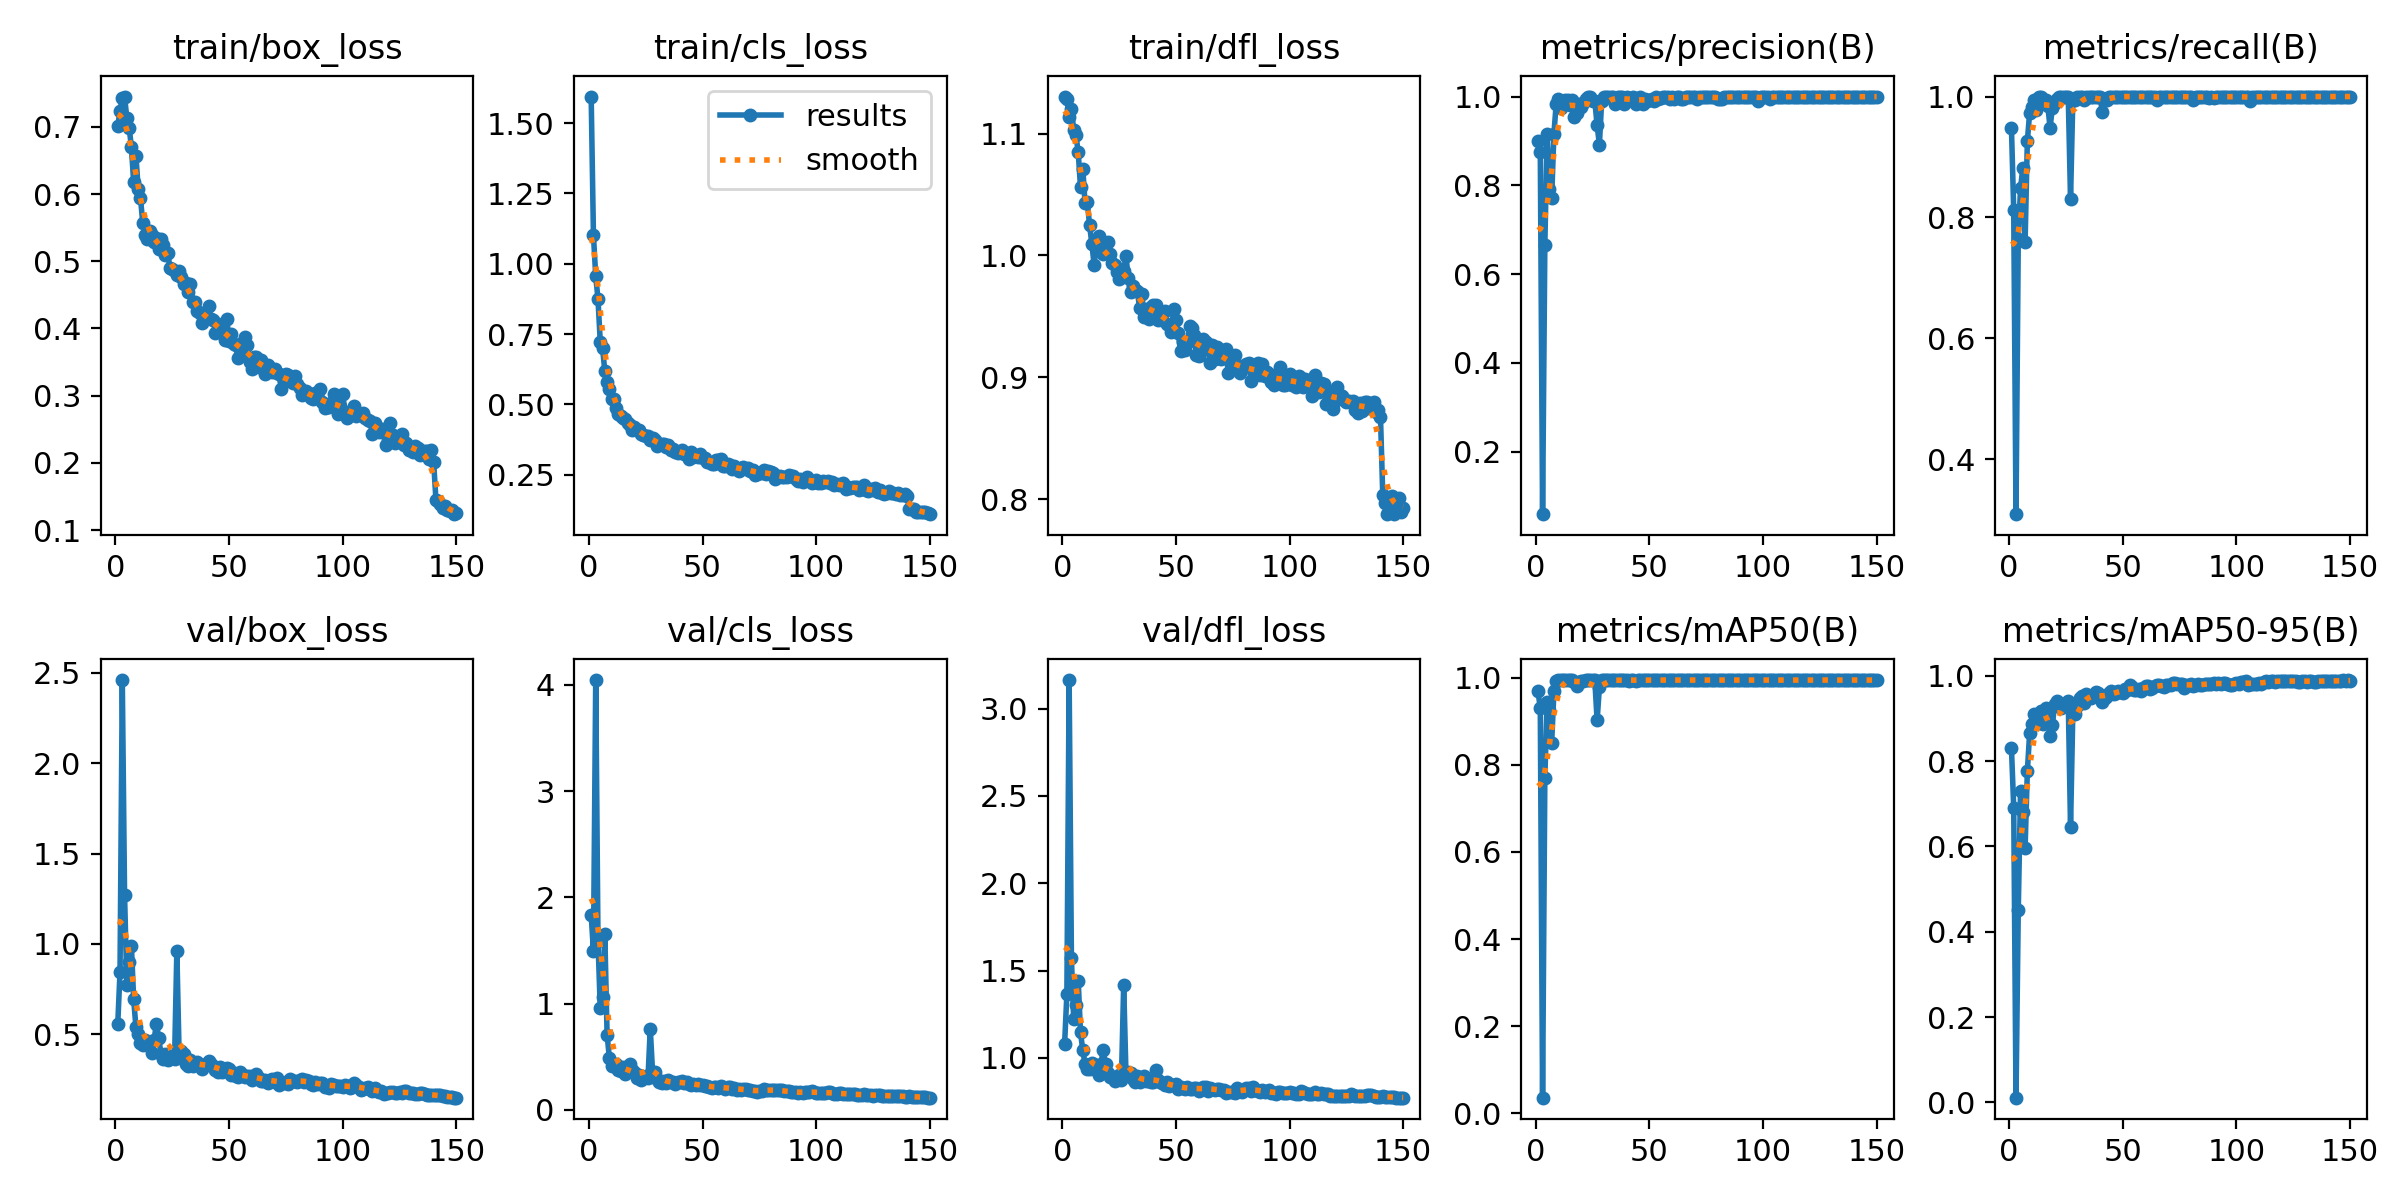 train/box_loss
0.7
0.6
0.5
0.4
0.3
0.2
0.1
0 50 100 150
train/cls_loss
results
smooth
1.50
1.25
1.00
0.75
0.50
0.25
0 50 100 150
train/dfl_loss
1.1
1.0
0.9
0.8
0 50 100 150
metrics/precision(B)
1.0
0.8
0.6
0.4
0.2
0 50 100 150
metrics/recall(B)
1.0
0.8
0.6
0.4
0 50 100 150
val/box_loss
2.5
2.0
1.5
1.0
0.5
0 50 100 150
val/cls_loss
4
3
2
1
0
0 50 100 150
val/dfl_loss
3.0
2.5
2.0
1.5
1.0
0 50 100 150
metrics/mAP50(B)
1.0
0.8
0.6
0.4
0.2
0.0
0 50 100 150
metrics/mAP50-95(B)
1.0
0.8
0.6
0.4
0.2
0.0
0 50 100 150